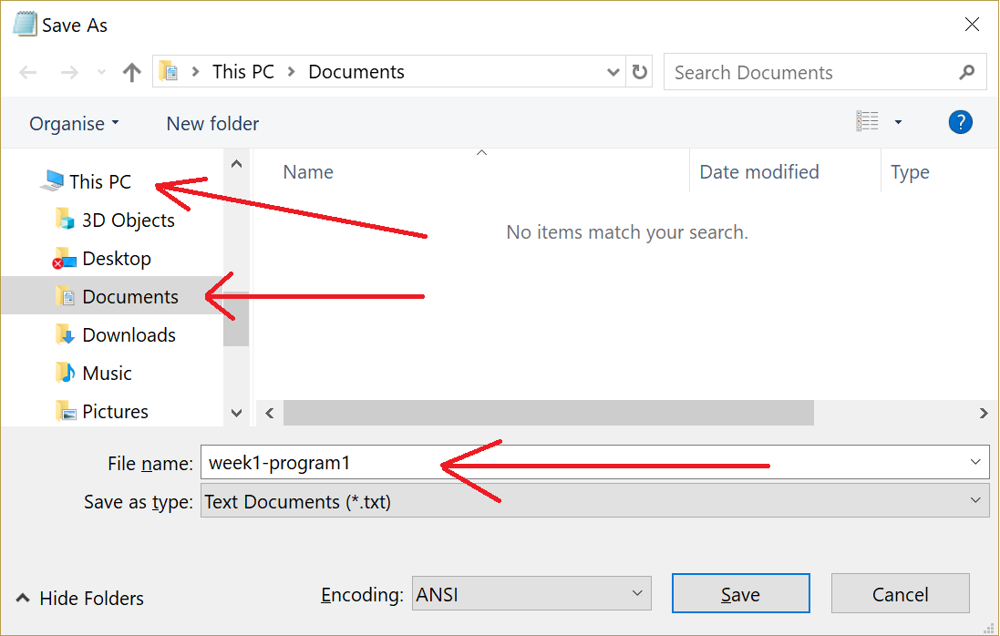 Save As
This PC > Documents
Search Documents
Organise
New folder
?
Name
Date modified
Type
This PC
3D Objects
Desktop
Documents
Downloads
Music
Pictures
No items match your search.
File name: week1-program1
Save as type: Text Documents (*.txt)
Hide Folders
Encoding: ANSI
Save
Cancel